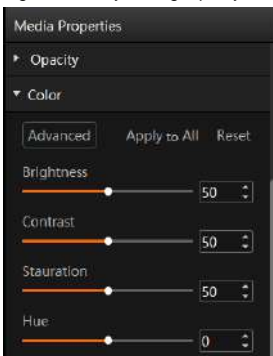 Media Properties
Opacity
Color
Advanced Apply to All Reset
Brightness
50
Contrast
50
Stauration
50
Hue
0